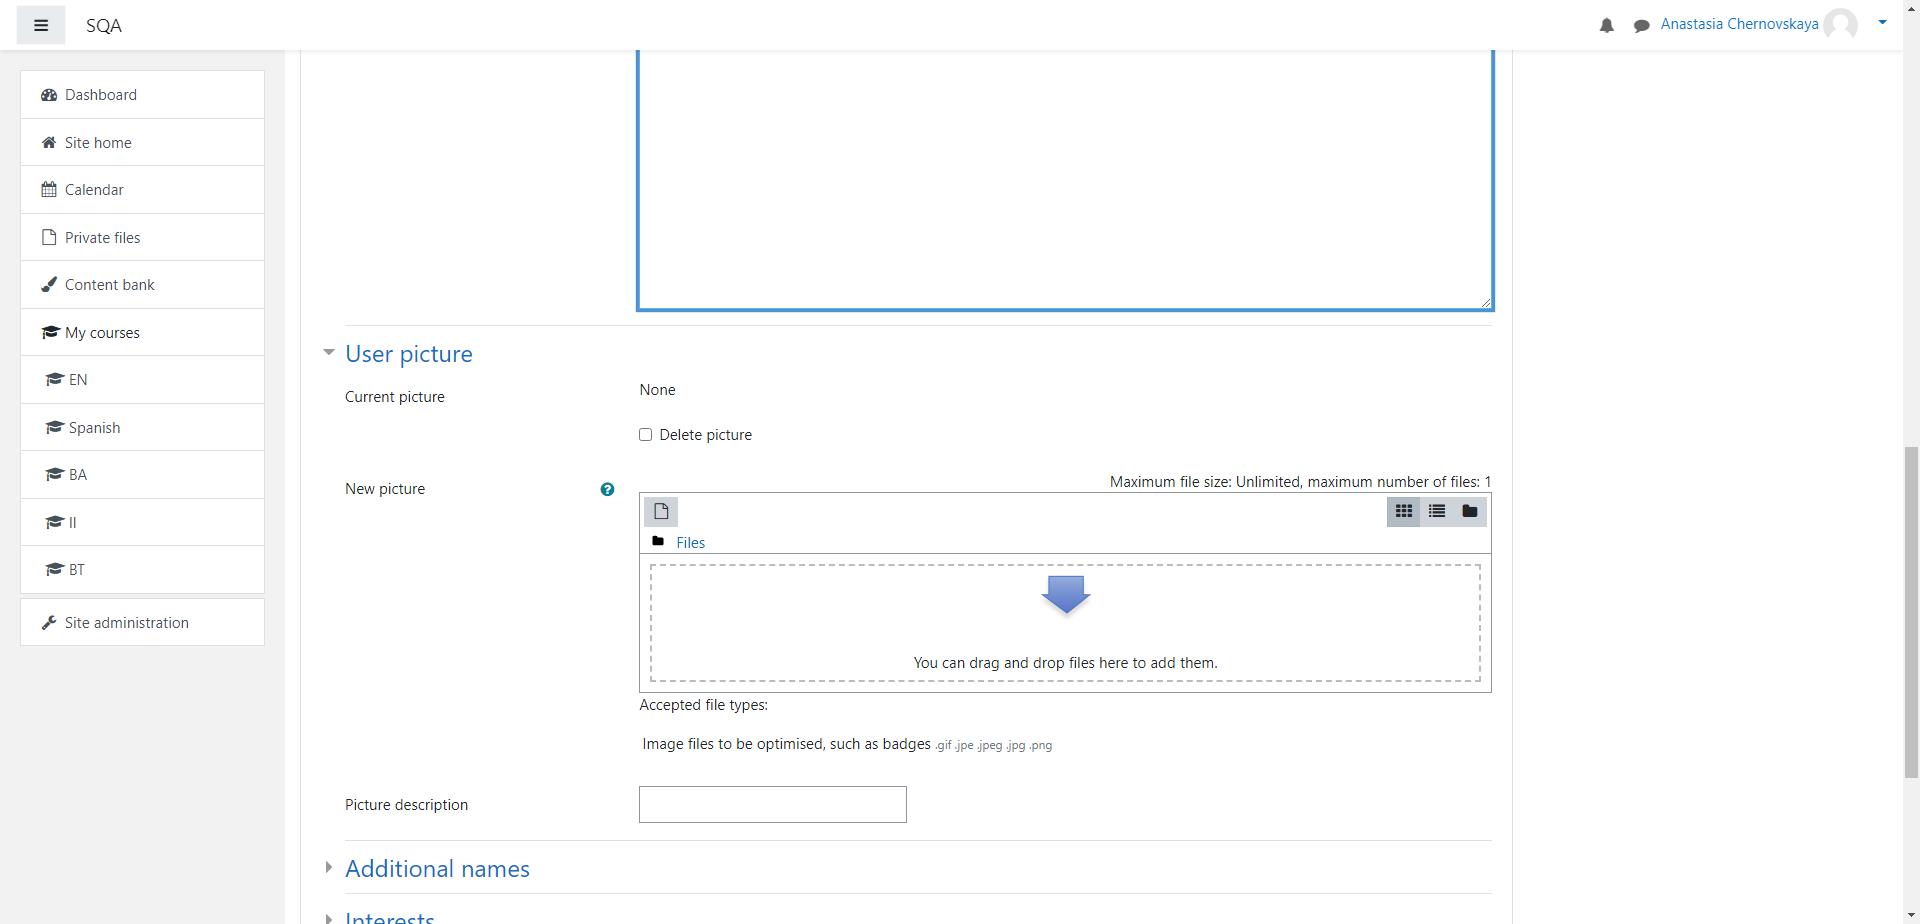 SQA
Anastasia Chernovskaya
Dashboard
Site home
Calendar
Private files
Content bank
My courses
EN
Spanish
BA
II
BT
Site administration
User picture
Current picture
None
Delete picture
New picture
Maximum file size: Unlimited, maximum number of files: 1
Files
You can drag and drop files here to add them.
Accepted file types:
Image files to be optimised, such as badges .gif .jpe .jpeg .jpg .png
Picture description
Additional names
Interests